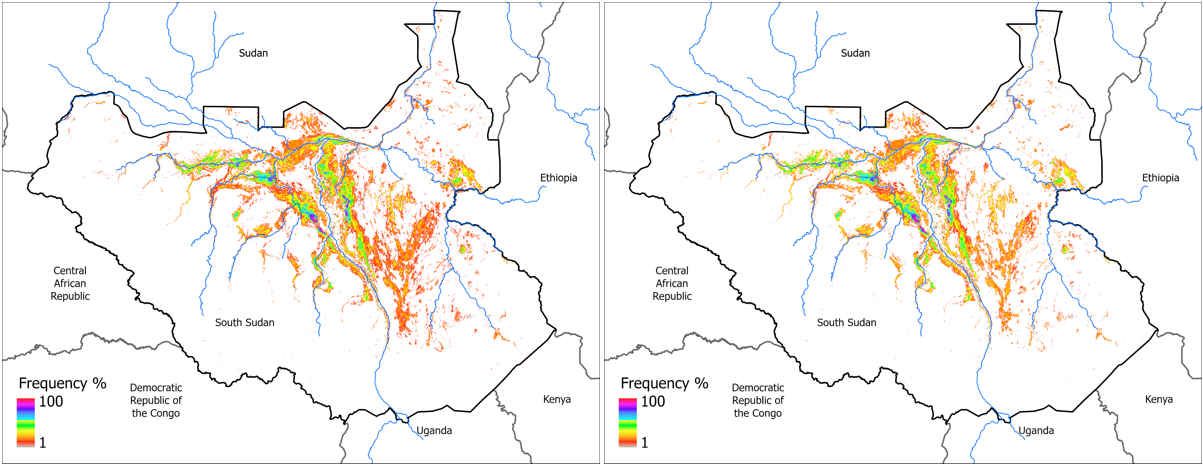 Sudan
Ethiopia
Central
African
Republic
South Sudan
Frequency %
100
1
Democratic
Republic of
the Congo
Kenya
Uganda
Sudan
Ethiopia
Central
African
Republic
South Sudan
Frequency %
100
1
Democratic
Republic of
the Congo
Kenya
Uganda